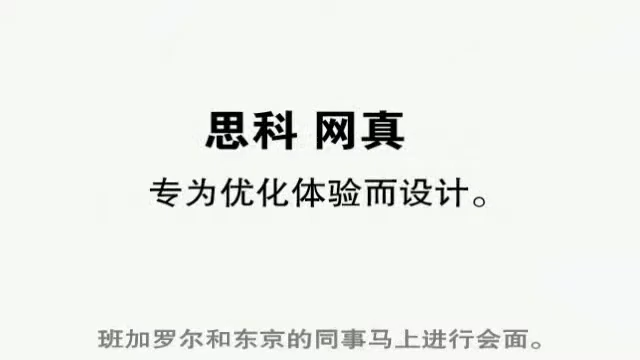 思科 网真
专为优化体验而设计。
班加罗尔和东京的同事马上进行会面。